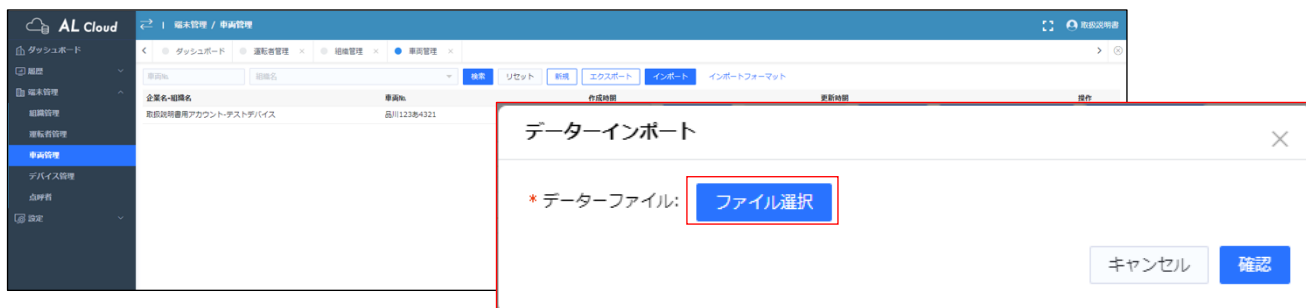 AL Cloud
端末管理 / 車両管理
取扱説明書
ダッシュボード
履歴
端末管理
組織管理
運転者管理
車両管理
デバイス管理
点呼者
設定
ダッシュボード 運転者管理 × 組織管理 × 車両管理 ×
車両№ 組織名 検索 リセット 新規 エクスポート インポート インポートフォーマット
企業名-組織名 車両№ 作成時間 更新時間 操作
取扱説明書用アカウント-テストデバイス 品川123あ4321
データーインポート
* データーファイル: ファイル選択
キャンセル 確認